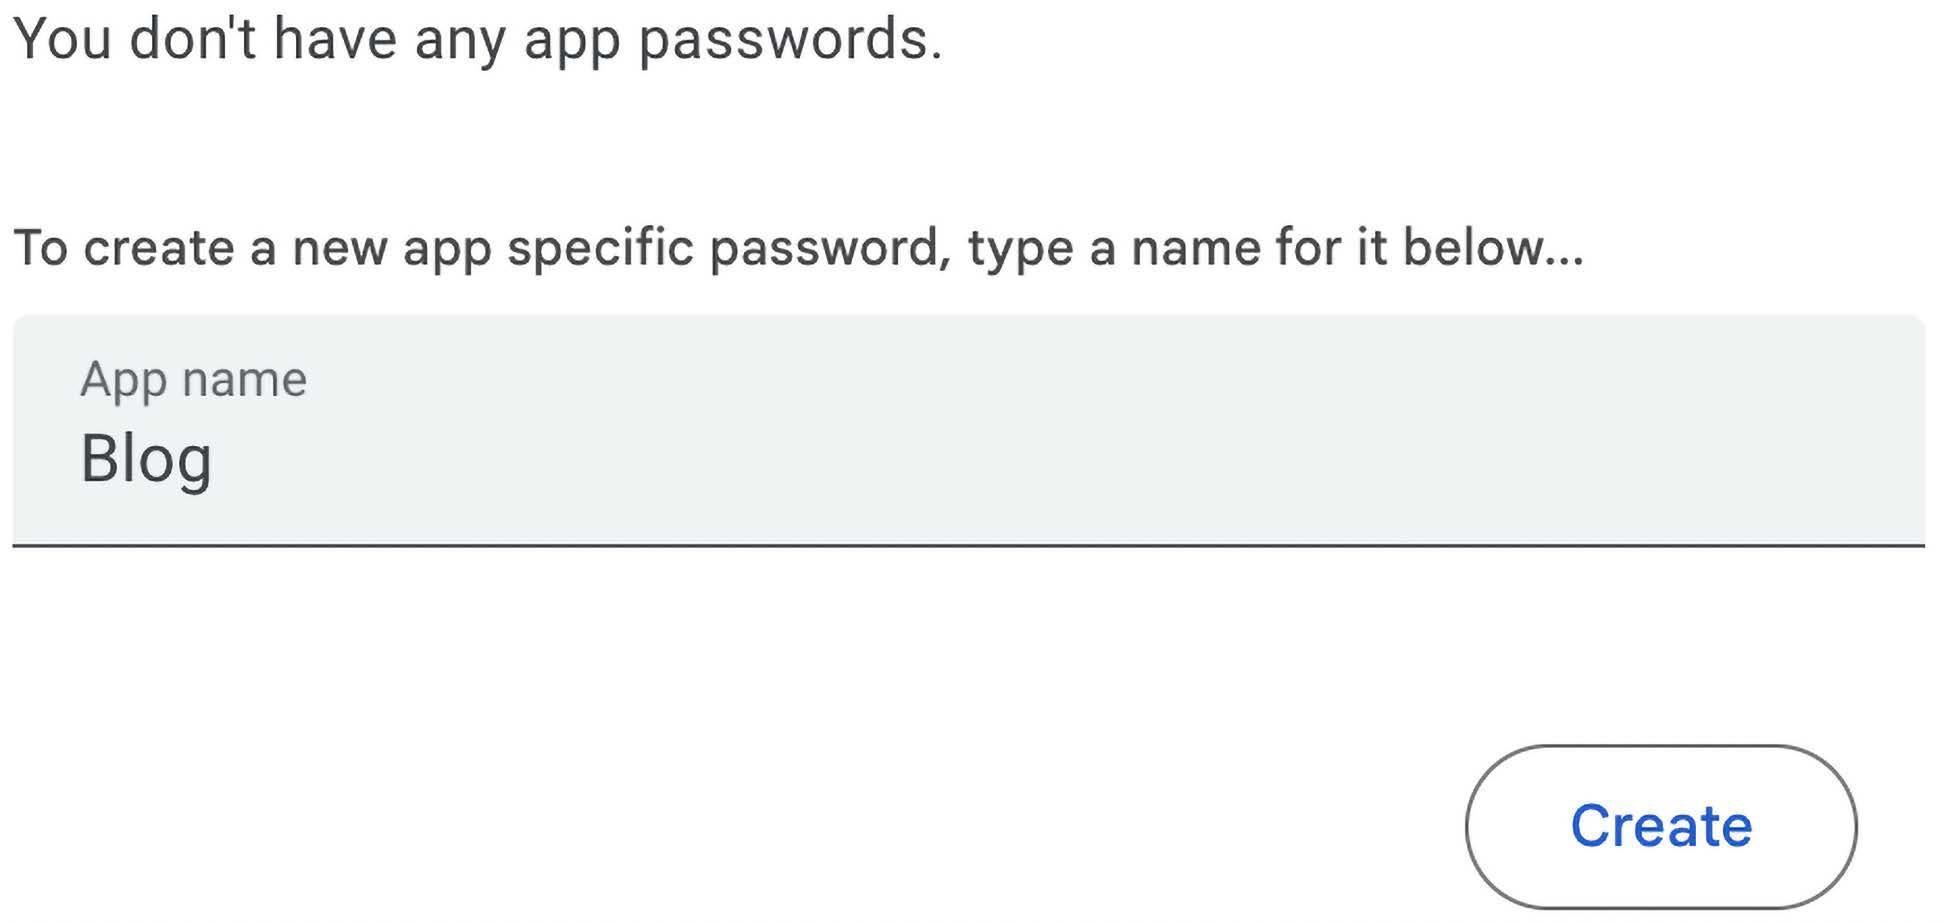 You don't have any app passwords.
To create a new app specific password, type a name for it below...
App name
Blog
Create